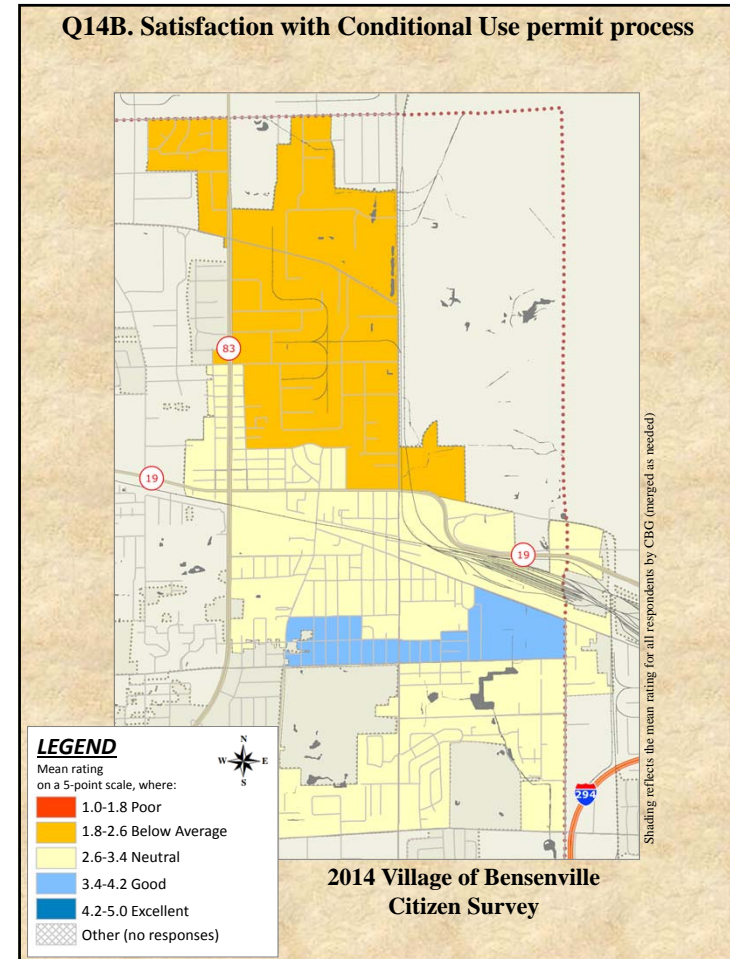 Q14B. Satisfaction with Conditional Use permit process
83
19
19
294
Shading reflects the mean rating for all respondents by CBG (merged as needed)
LEGEND
Mean rating
on a 5-point scale, where:
N
W E
S
1.0-1.8 Poor
1.8-2.6 Below Average
2.6-3.4 Neutral
3.4-4.2 Good
4.2-5.0 Excellent
Other (no responses)
2014 Village of Bensenville
Citizen Survey